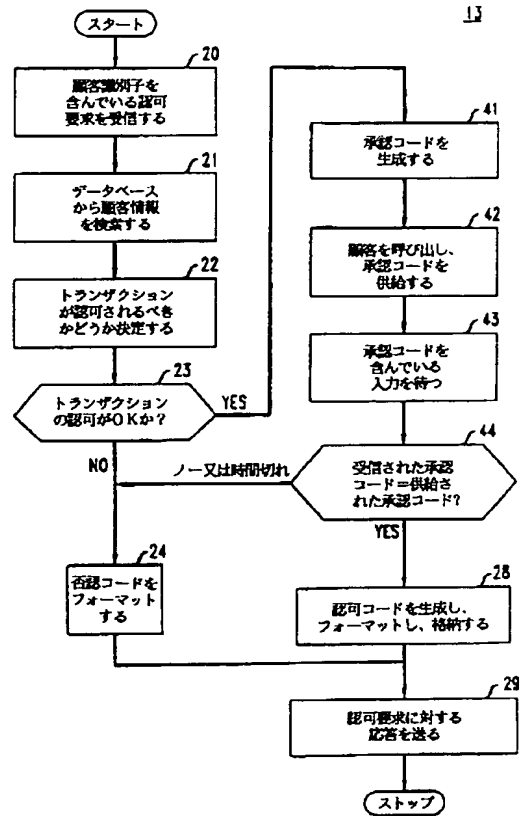 13
スタート
20
顧客識別子を
含んでいる認可
要求を受信する
21
データベース
から顧客情報
を検索する
22
トランザクション
が認可されるべき
かどうか決定する
23
トランザクション
の認可がOKか?
YES
NO
41
承認コードを
生成する
42
顧客を呼び出し、
承認コードを
供給する
43
承認コードを
含んでいる
入力を待つ
44
受信された承認
コード=供給さ
れた承認コード?
ノー又は時間切れ
YES
24
否認コードを
フォーマット
する
28
認可コードを生成し、
フォーマットし、格納する
29
認可要求に対する
応答を送る
ストップ